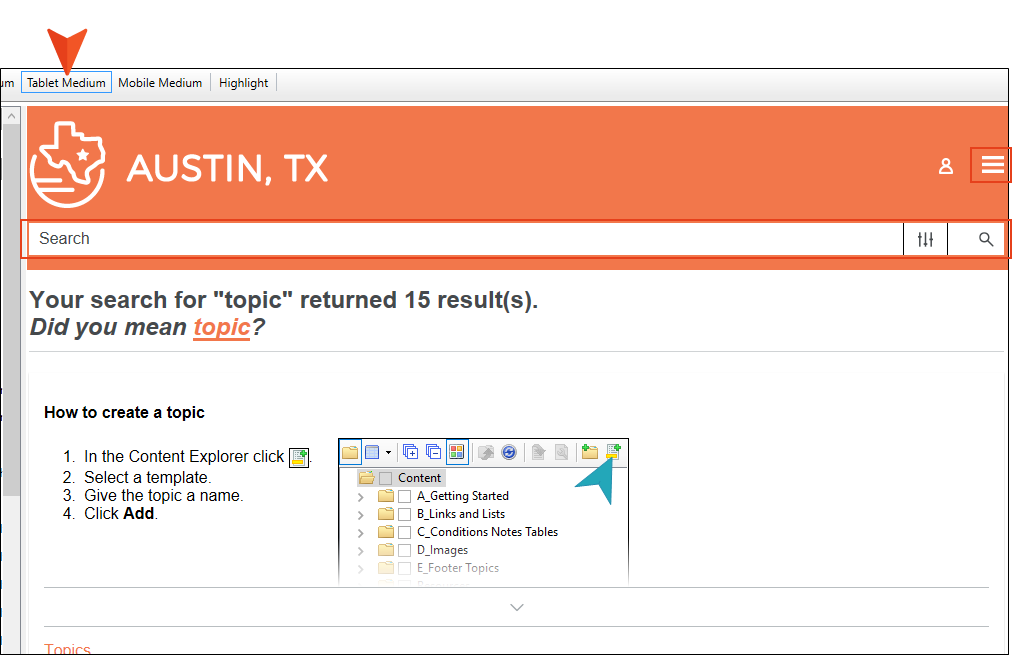 um Tablet Medium Mobile Medium Highlight
AUSTIN, TX
Search
Your search for "topic" returned 15 result(s).
Did you mean topic?
How to create a topic
1. In the Content Explorer click .
2. Select a template.
3. Give the topic a name.
4. Click Add.
Content
A_Getting Started
B_Links and Lists
C_Conditions Notes Tables
D_Images
E_Footer Topics
Topics